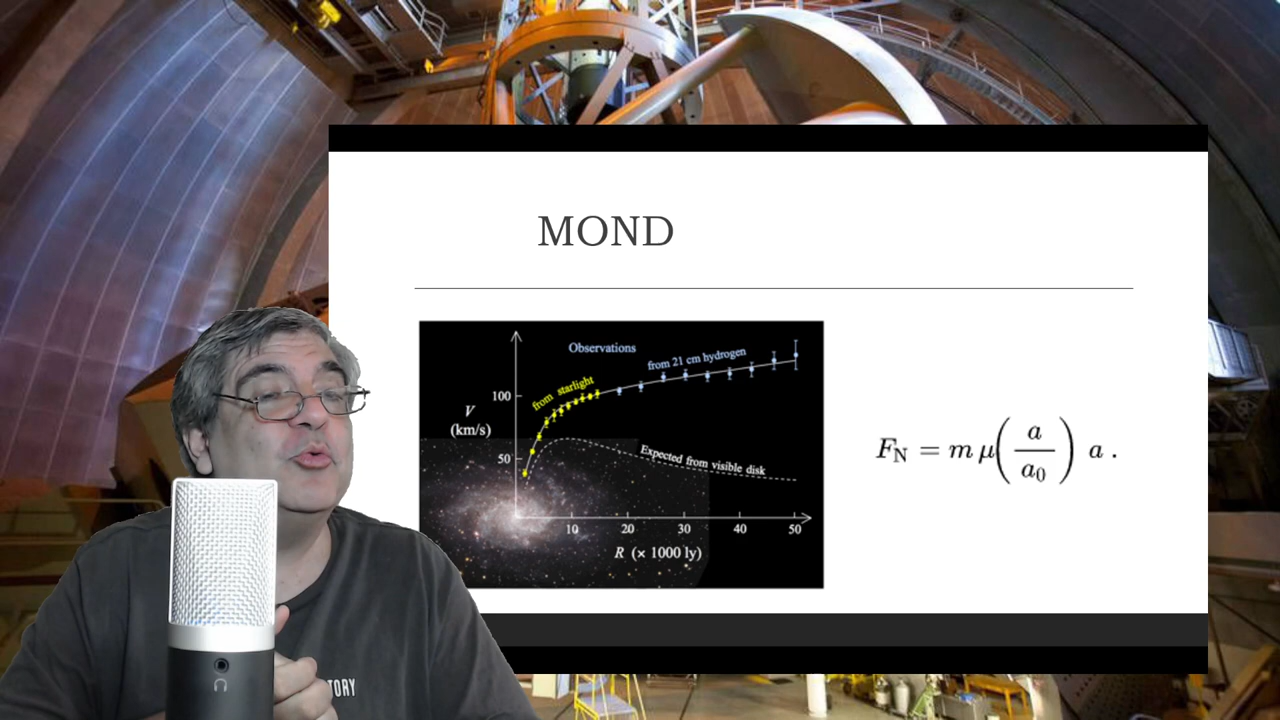 MOND
Observations
from 21 cm hydrogen
from starlight
100
V
(km/s)
50
Expected from visible disk
10
20
30
40
50
R (× 1000 ly)
F_N = m μ(a/a_0) a .
TORY